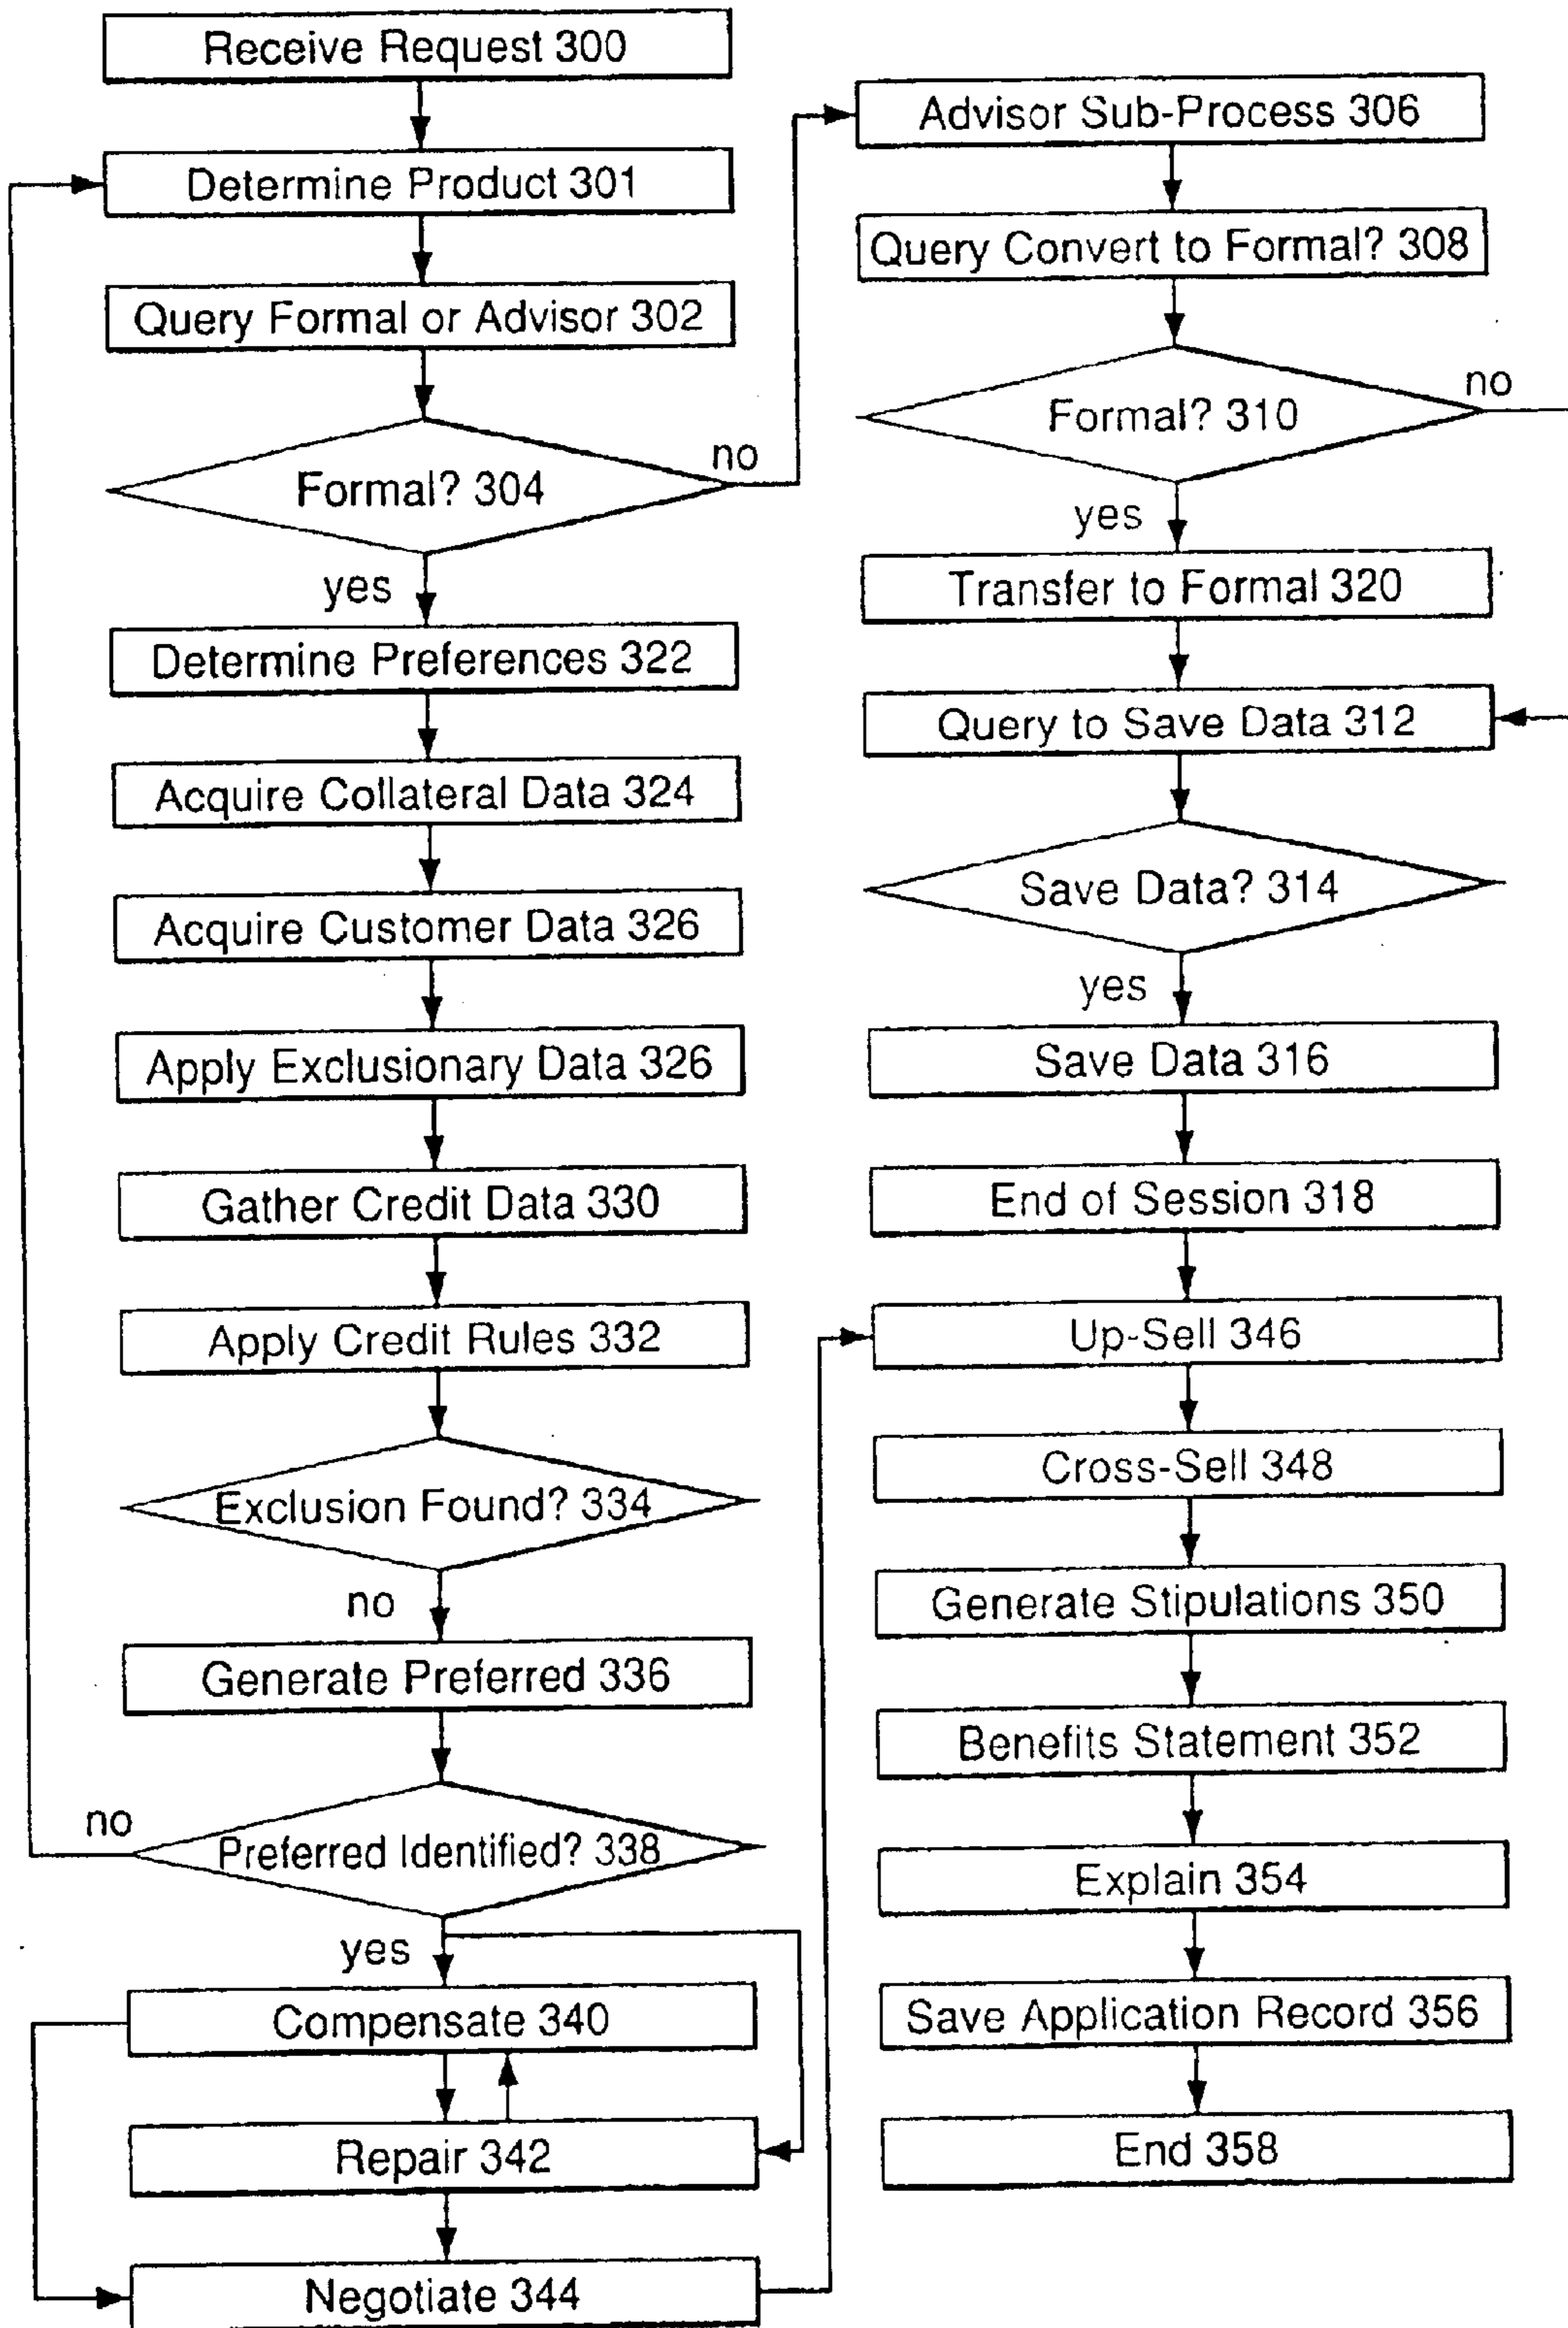 Receive Request 300
Determine Product 301
Query Formal or Advisor 302
Formal? 304
no
yes
Determine Preferences 322
Acquire Collateral Data 324
Acquire Customer Data 326
Apply Exclusionary Data 326
Gather Credit Data 330
Apply Credit Rules 332
Exclusion Found? 334
no
Generate Preferred 336
no
Preferred Identified? 338
yes
Compensate 340
Repair 342
Negotiate 344
Advisor Sub-Process 306
Query Convert to Formal? 308
no
Formal? 310
yes
Transfer to Formal 320
Query to Save Data 312
Save Data? 314
yes
Save Data 316
End of Session 318
Up-Sell 346
Cross-Sell 348
Generate Stipulations 350
Benefits Statement 352
Explain 354
Save Application Record 356
End 358